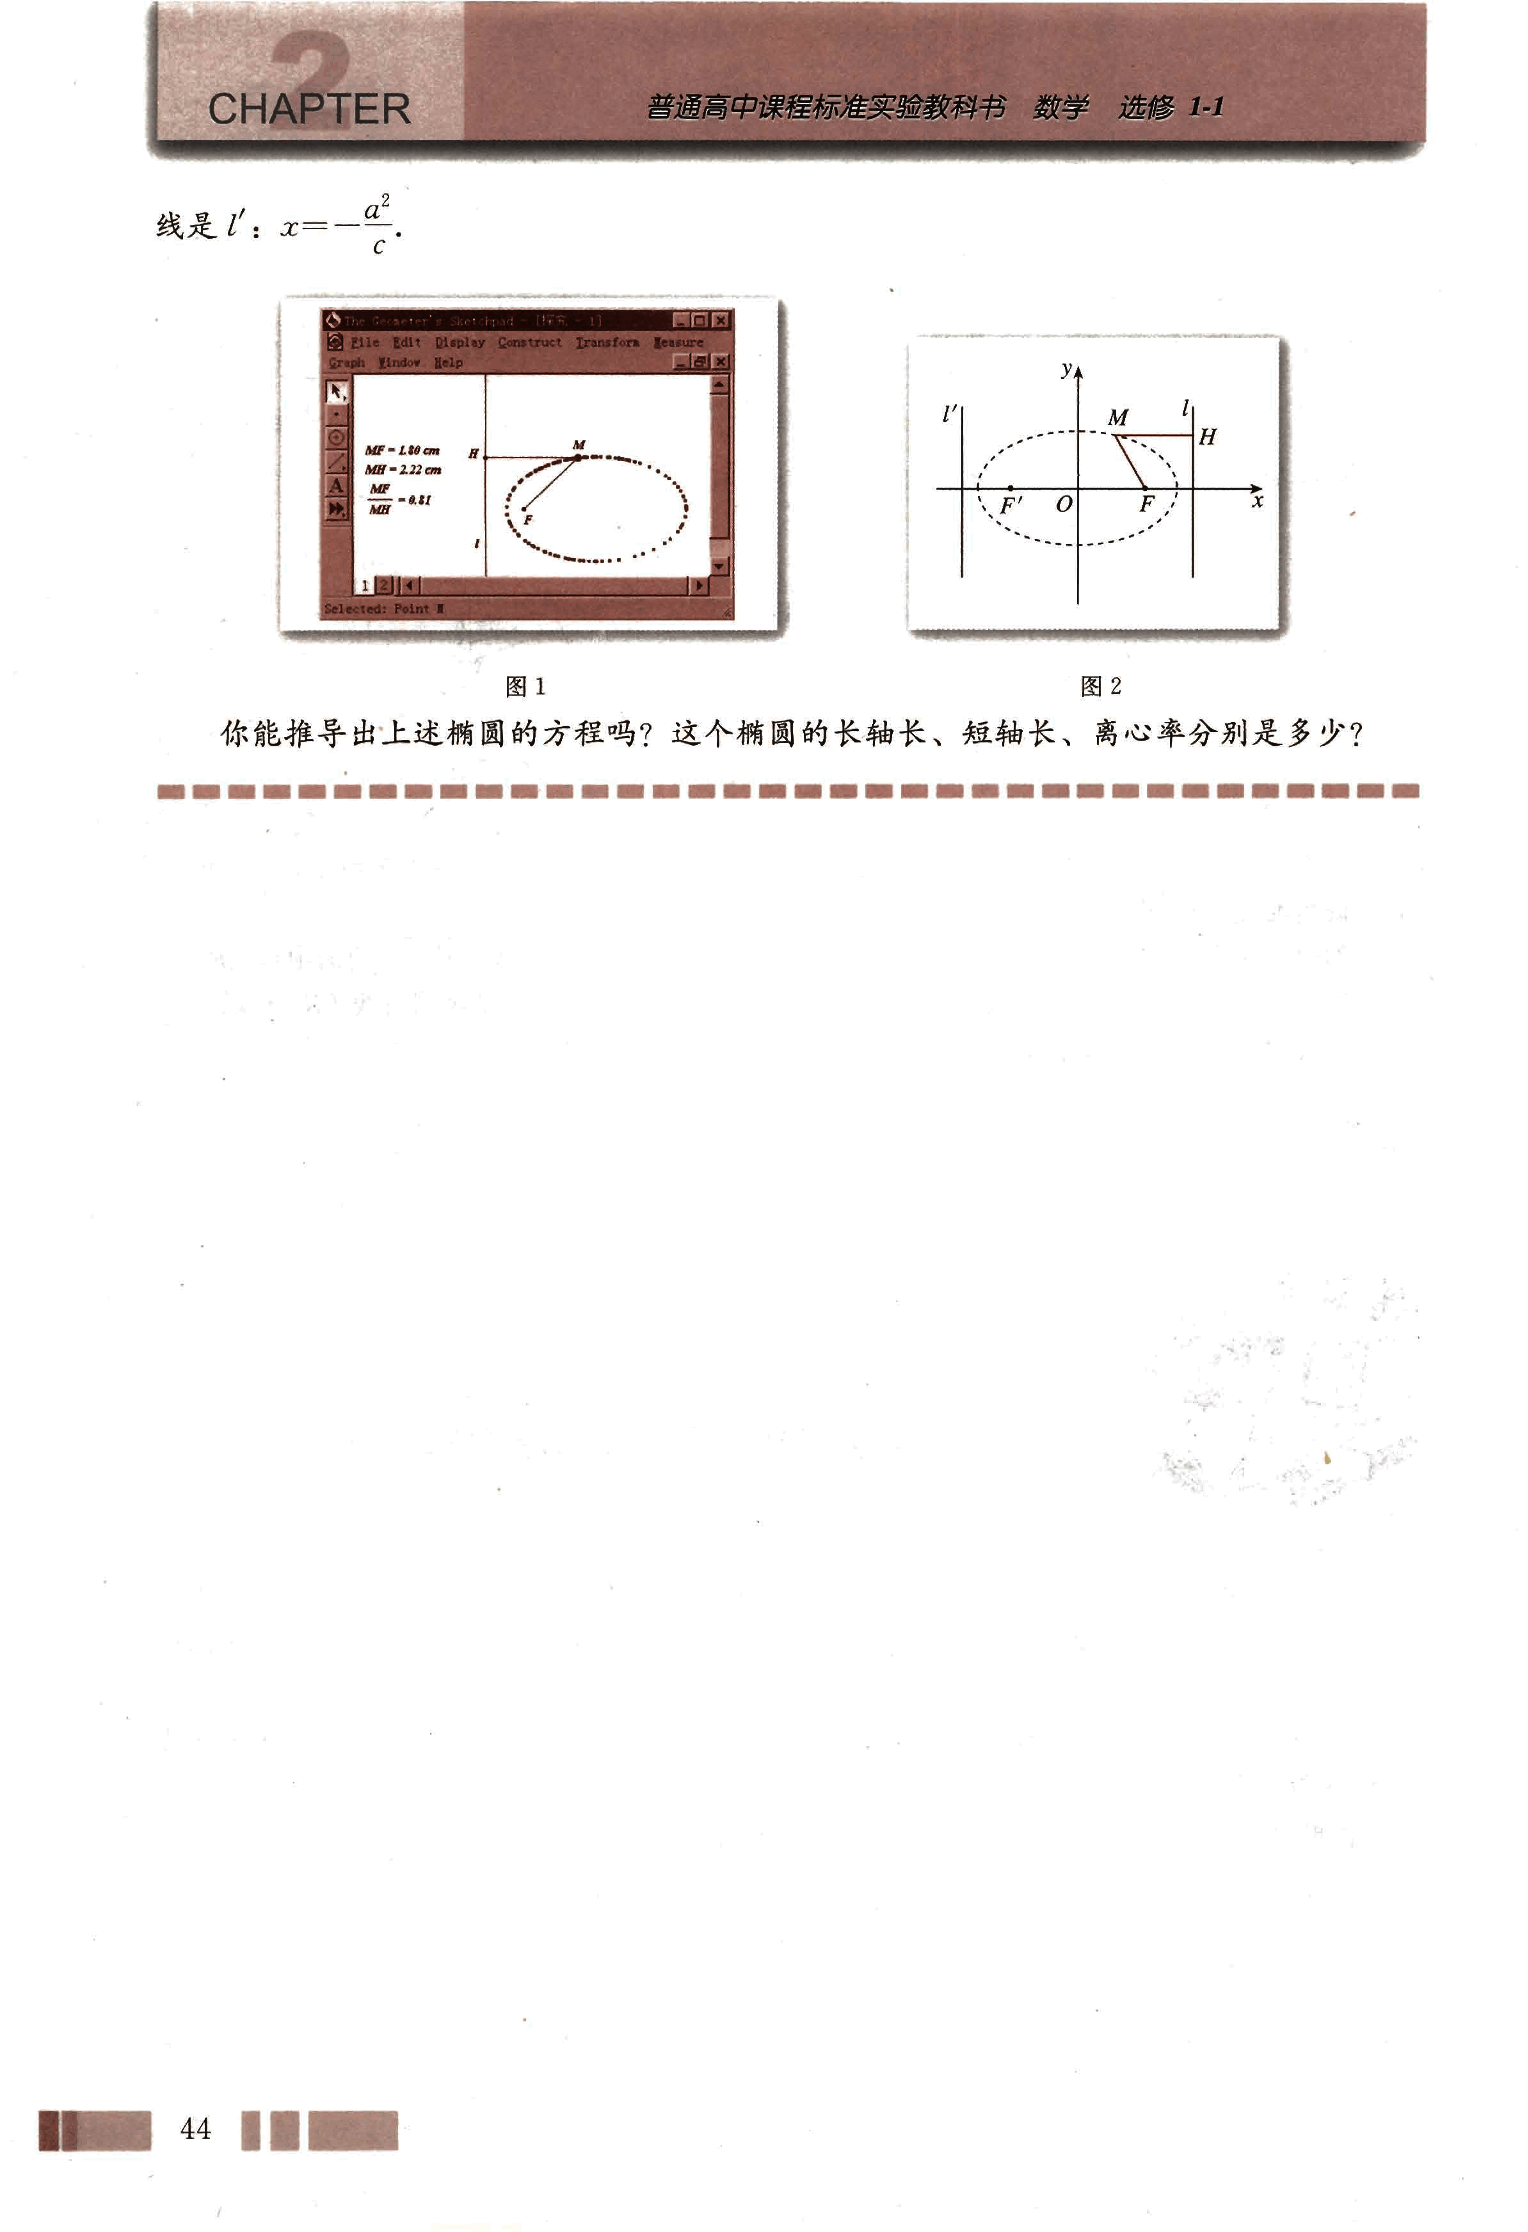 2
CHAPTER
普通高中课程标准实验教科书 数学 选修 1-1
线是 l′：x=-a²/c.
The Geometer's Sketchpad - [探究 - 1]
File Edit Display Construct Transform Measure
Graph Window Help
MF = 1.80 cm
MH = 2.22 cm
MF/MH = 0.81
H
M
F
l
A
1 2
Selected: Point M
y
l′
M
l
H
F′
O
F
x
图 1
图 2
你能推导出上述椭圆的方程吗？这个椭圆的长轴长、短轴长、离心率分别是多少？
44